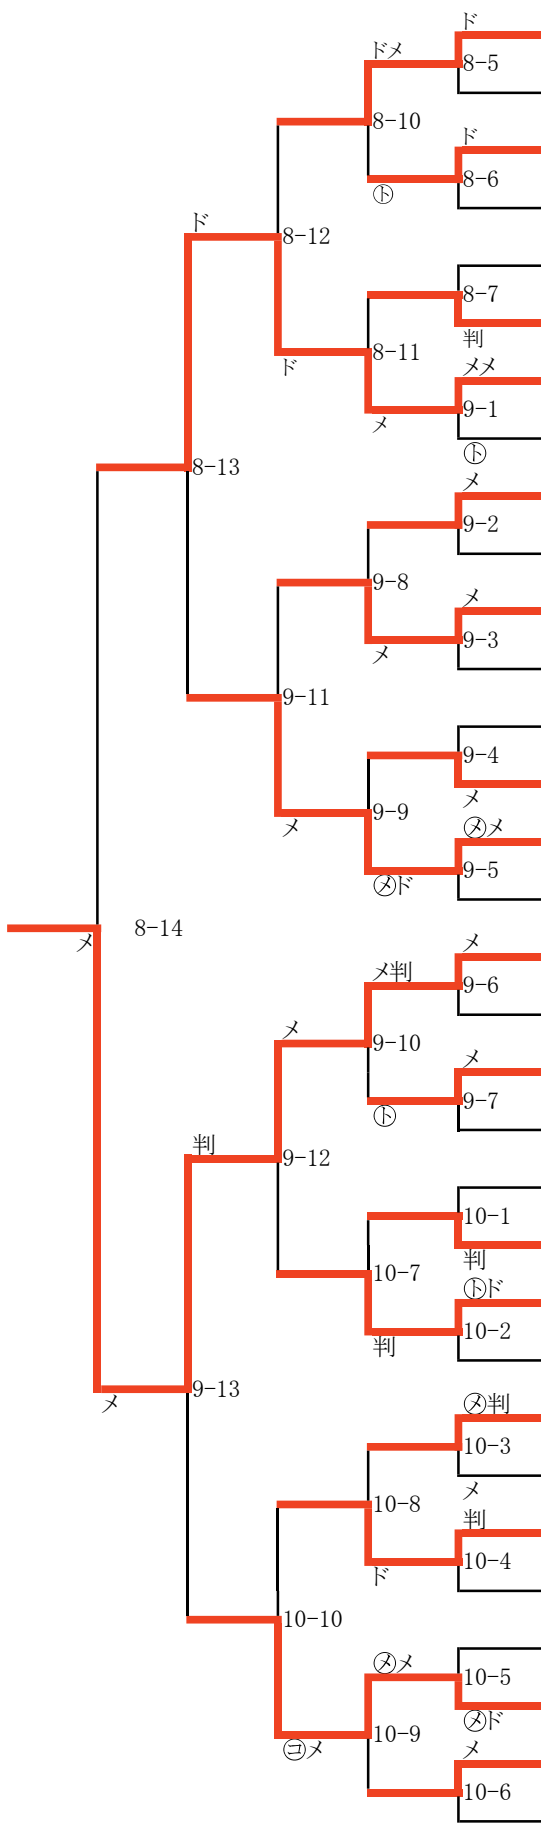 ド
ドメ
8-5
8-10
ド
8-6
㋣
ド
8-12
8-7
判
8-11
ド
メメ
9-1
メ
㋣
8-13
メ
9-2
9-8
メ
9-3
メ
9-11
9-4
メ
9-9
メ
㋱メ
9-5
㋱ド
8-14
メ
メ
メ判
9-6
メ
9-10
メ
9-7
㋣
判
9-12
10-1
判
10-7
㋣ド
10-2
判
9-13
メ
㋱判
10-3
メ
10-8
判
10-4
ド
10-10
㋱メ
10-5
㋱ド
10-9
㋙メ
メ
10-6